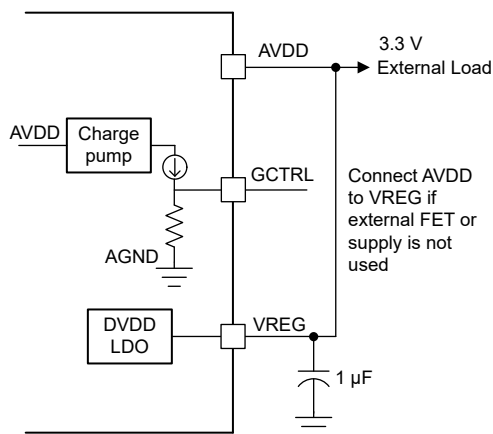 AVDD
3.3 V
External Load
AVDD
Charge
pump
GCTRL
Connect AVDD
to VREG if
external FET or
supply is not
used
AGND
DVDD
LDO
VREG
1 µF